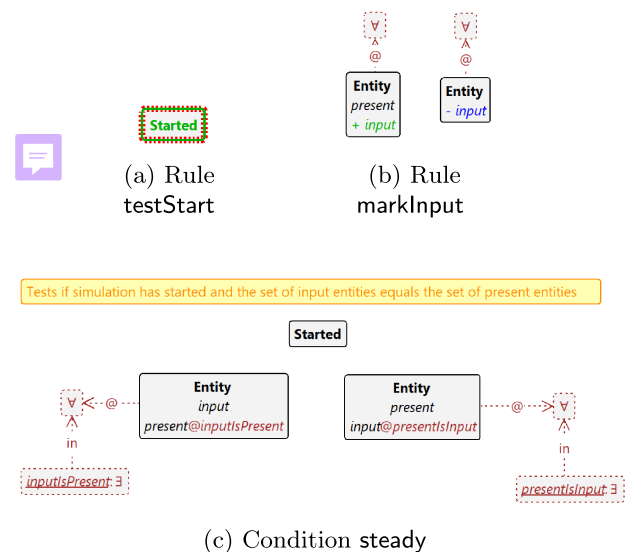 ∀
∀
@
@
Entity
present
+ input
Entity
- input
Started
(a) Rule
testStart
(b) Rule
markInput
Tests if simulation has started and the set of input entities equals the set of present entities
Started
Entity
input
present@inputIsPresent
Entity
present
input@presentIsInput
∀
@
@
∀
in
in
inputIsPresent: ∃
presentIsInput: ∃
(c) Condition steady